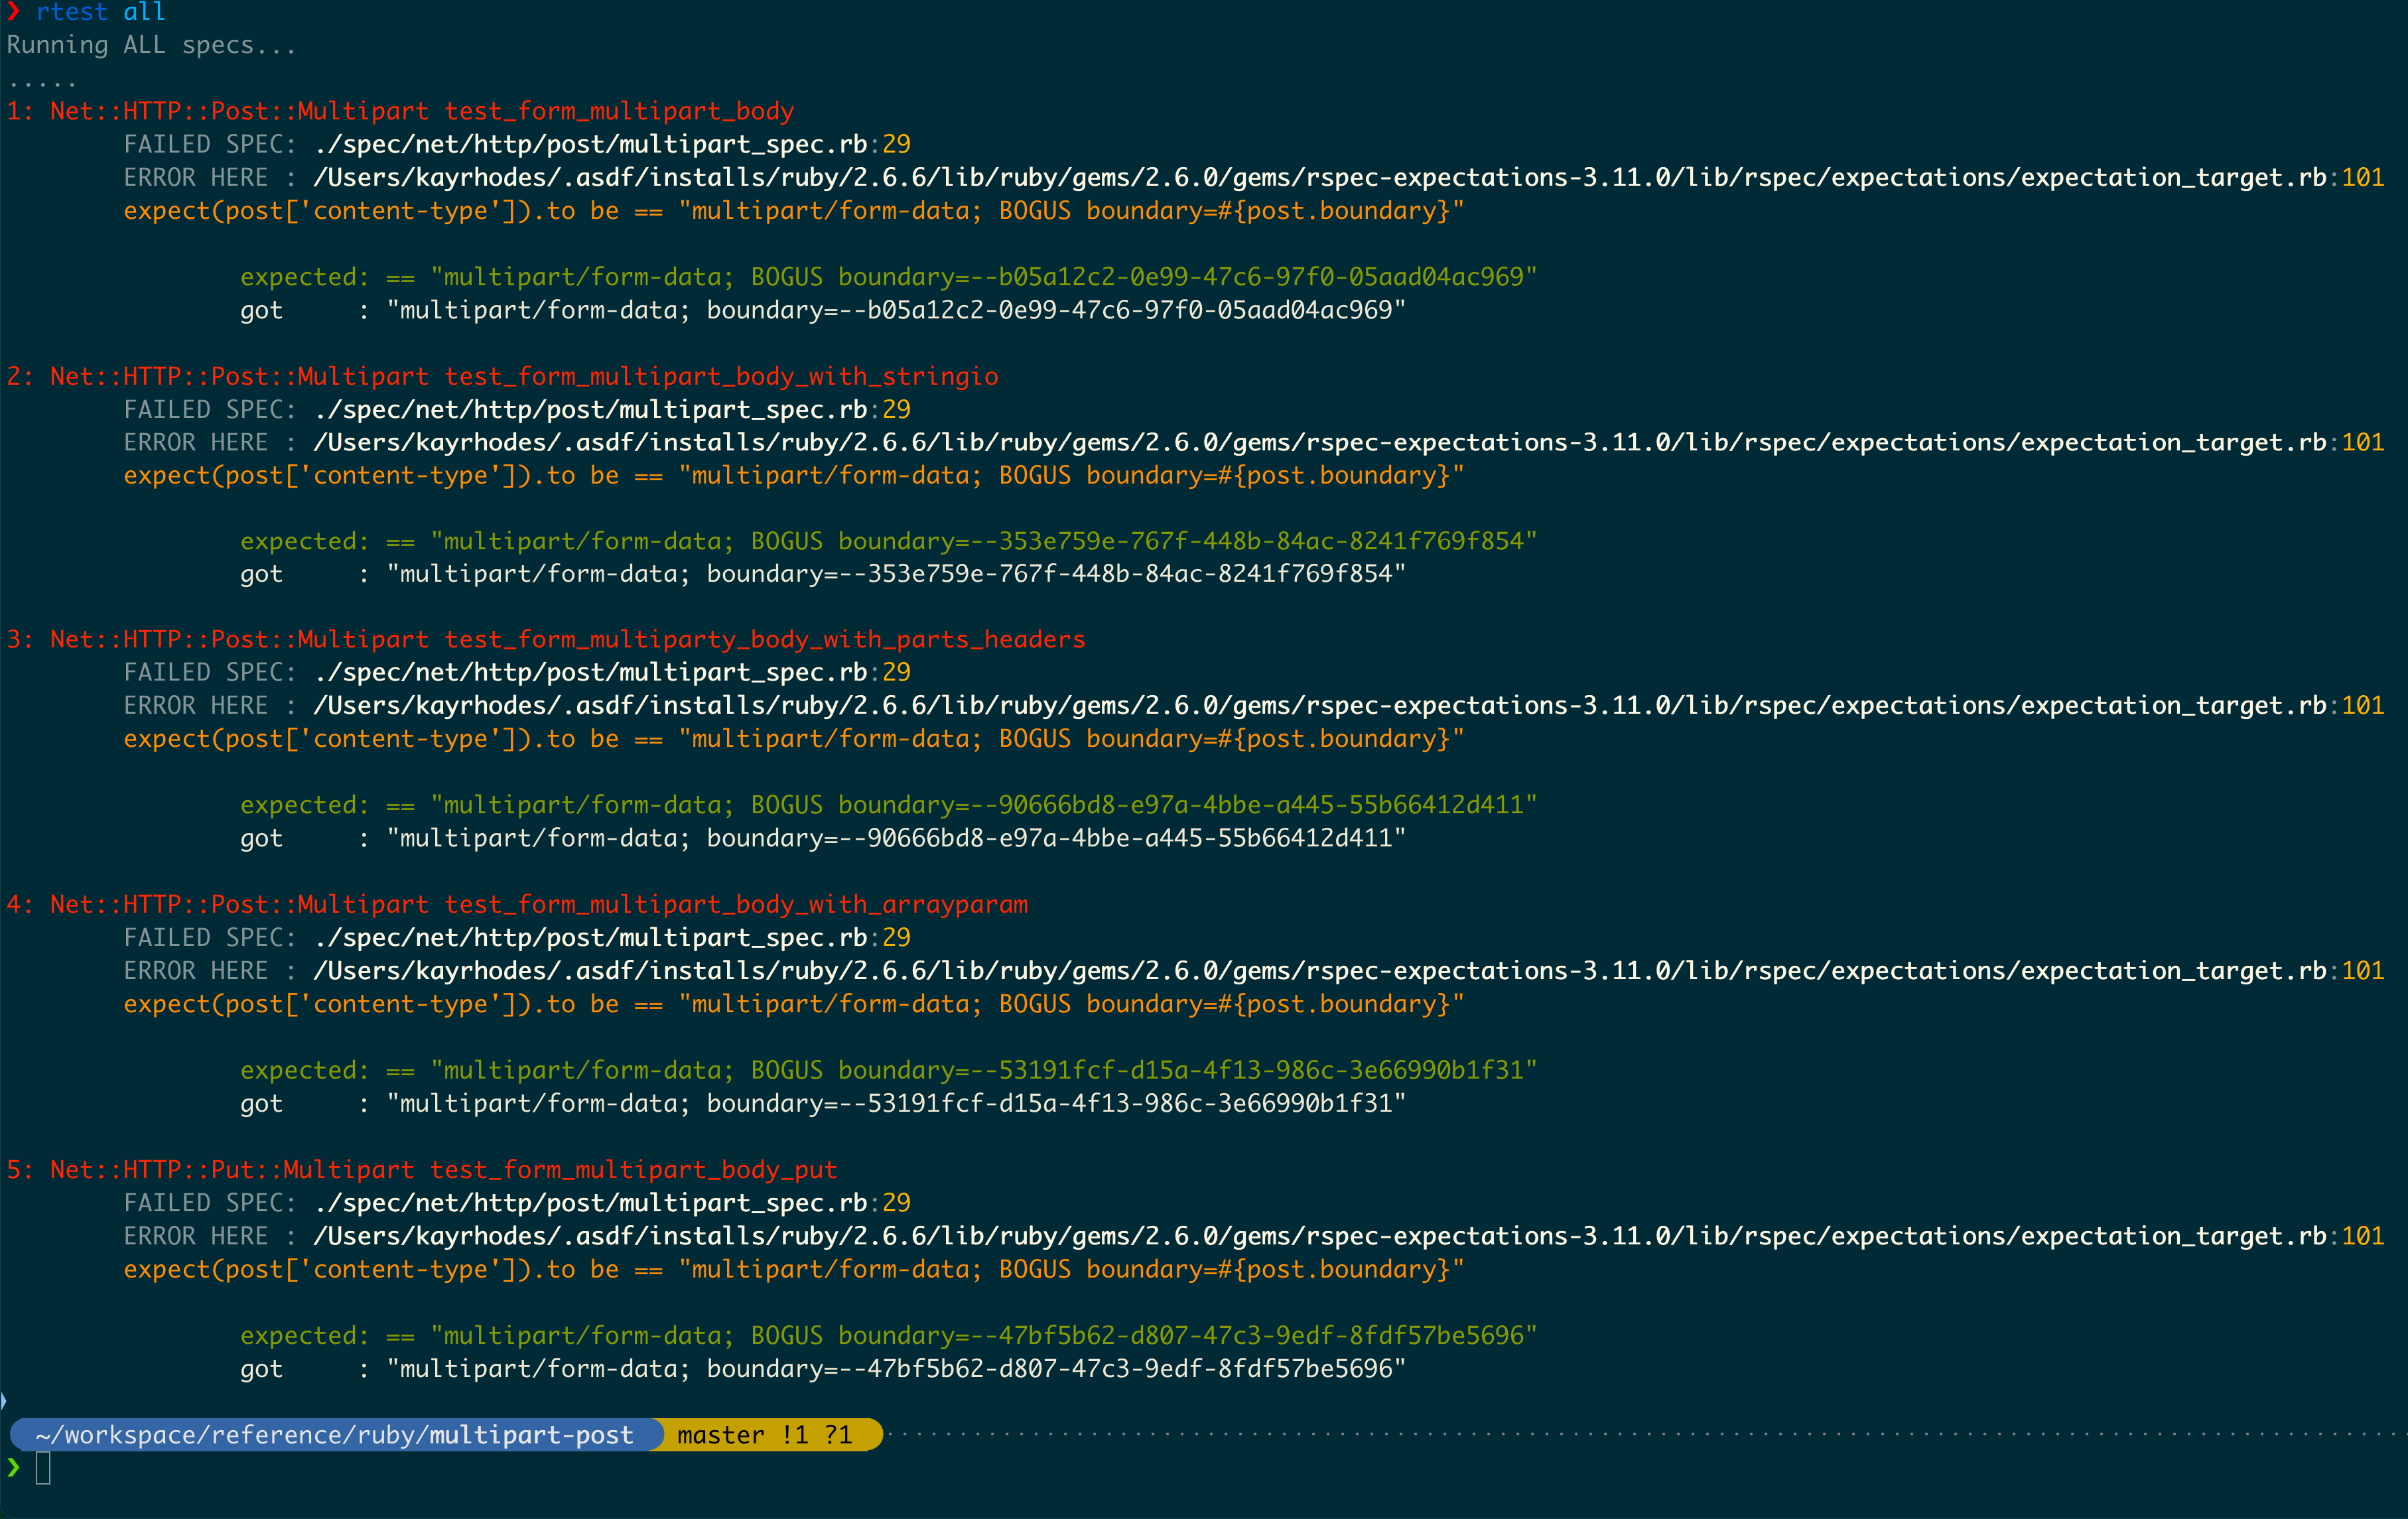 ❯ rtest all
Running ALL specs...
.....
1: Net::HTTP::Post::Multipart test_form_multipart_body
FAILED SPEC: ./spec/net/http/post/multipart_spec.rb:29
ERROR HERE : /Users/kayrhodes/.asdf/installs/ruby/2.6.6/lib/ruby/gems/2.6.0/gems/rspec-expectations-3.11.0/lib/rspec/expectations/expectation_target.rb:101
expect(post['content-type']).to be == "multipart/form-data; BOGUS boundary=#{post.boundary}"
expected: == "multipart/form-data; BOGUS boundary=--b05a12c2-0e99-47c6-97f0-05aad04ac969"
got : "multipart/form-data; boundary=--b05a12c2-0e99-47c6-97f0-05aad04ac969"
2: Net::HTTP::Post::Multipart test_form_multipart_body_with_stringio
FAILED SPEC: ./spec/net/http/post/multipart_spec.rb:29
ERROR HERE : /Users/kayrhodes/.asdf/installs/ruby/2.6.6/lib/ruby/gems/2.6.0/gems/rspec-expectations-3.11.0/lib/rspec/expectations/expectation_target.rb:101
expect(post['content-type']).to be == "multipart/form-data; BOGUS boundary=#{post.boundary}"
expected: == "multipart/form-data; BOGUS boundary=--353e759e-767f-448b-84ac-8241f769f854"
got : "multipart/form-data; boundary=--353e759e-767f-448b-84ac-8241f769f854"
3: Net::HTTP::Post::Multipart test_form_multiparty_body_with_parts_headers
FAILED SPEC: ./spec/net/http/post/multipart_spec.rb:29
ERROR HERE : /Users/kayrhodes/.asdf/installs/ruby/2.6.6/lib/ruby/gems/2.6.0/gems/rspec-expectations-3.11.0/lib/rspec/expectations/expectation_target.rb:101
expect(post['content-type']).to be == "multipart/form-data; BOGUS boundary=#{post.boundary}"
expected: == "multipart/form-data; BOGUS boundary=--90666bd8-e97a-4bbe-a445-55b66412d411"
got : "multipart/form-data; boundary=--90666bd8-e97a-4bbe-a445-55b66412d411"
4: Net::HTTP::Post::Multipart test_form_multipart_body_with_arrayparam
FAILED SPEC: ./spec/net/http/post/multipart_spec.rb:29
ERROR HERE : /Users/kayrhodes/.asdf/installs/ruby/2.6.6/lib/ruby/gems/2.6.0/gems/rspec-expectations-3.11.0/lib/rspec/expectations/expectation_target.rb:101
expect(post['content-type']).to be == "multipart/form-data; BOGUS boundary=#{post.boundary}"
expected: == "multipart/form-data; BOGUS boundary=--53191fcf-d15a-4f13-986c-3e66990b1f31"
got : "multipart/form-data; boundary=--53191fcf-d15a-4f13-986c-3e66990b1f31"
5: Net::HTTP::Put::Multipart test_form_multipart_body_put
FAILED SPEC: ./spec/net/http/post/multipart_spec.rb:29
ERROR HERE : /Users/kayrhodes/.asdf/installs/ruby/2.6.6/lib/ruby/gems/2.6.0/gems/rspec-expectations-3.11.0/lib/rspec/expectations/expectation_target.rb:101
expect(post['content-type']).to be == "multipart/form-data; BOGUS boundary=#{post.boundary}"
expected: == "multipart/form-data; BOGUS boundary=--47bf5b62-d807-47c3-9edf-8fdf57be5696"
got : "multipart/form-data; boundary=--47bf5b62-d807-47c3-9edf-8fdf57be5696"
~/workspace/reference/ruby/multipart-post master !1 ?1
❯